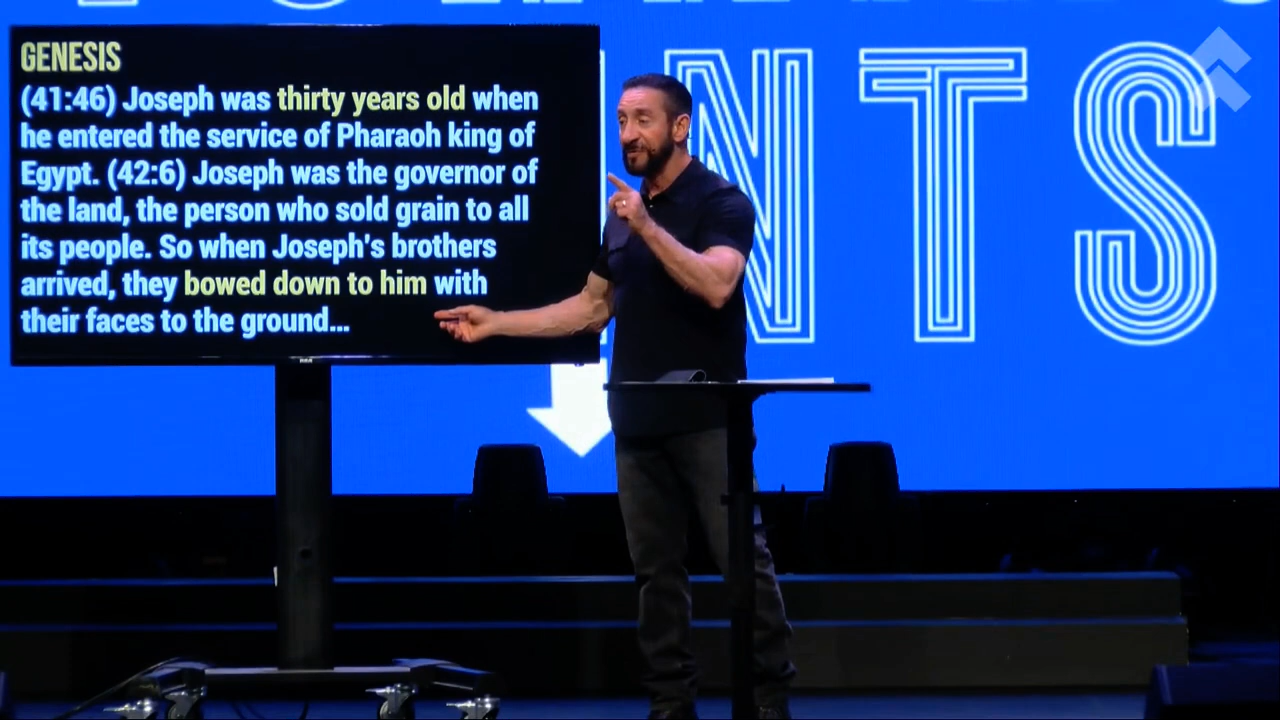 GENESIS
(41:46) Joseph was thirty years old when
he entered the service of Pharaoh king of
Egypt. (42:6) Joseph was the governor of
the land, the person who sold grain to all
its people. So when Joseph's brothers
arrived, they bowed down to him with
their faces to the ground...
NTS
RCA